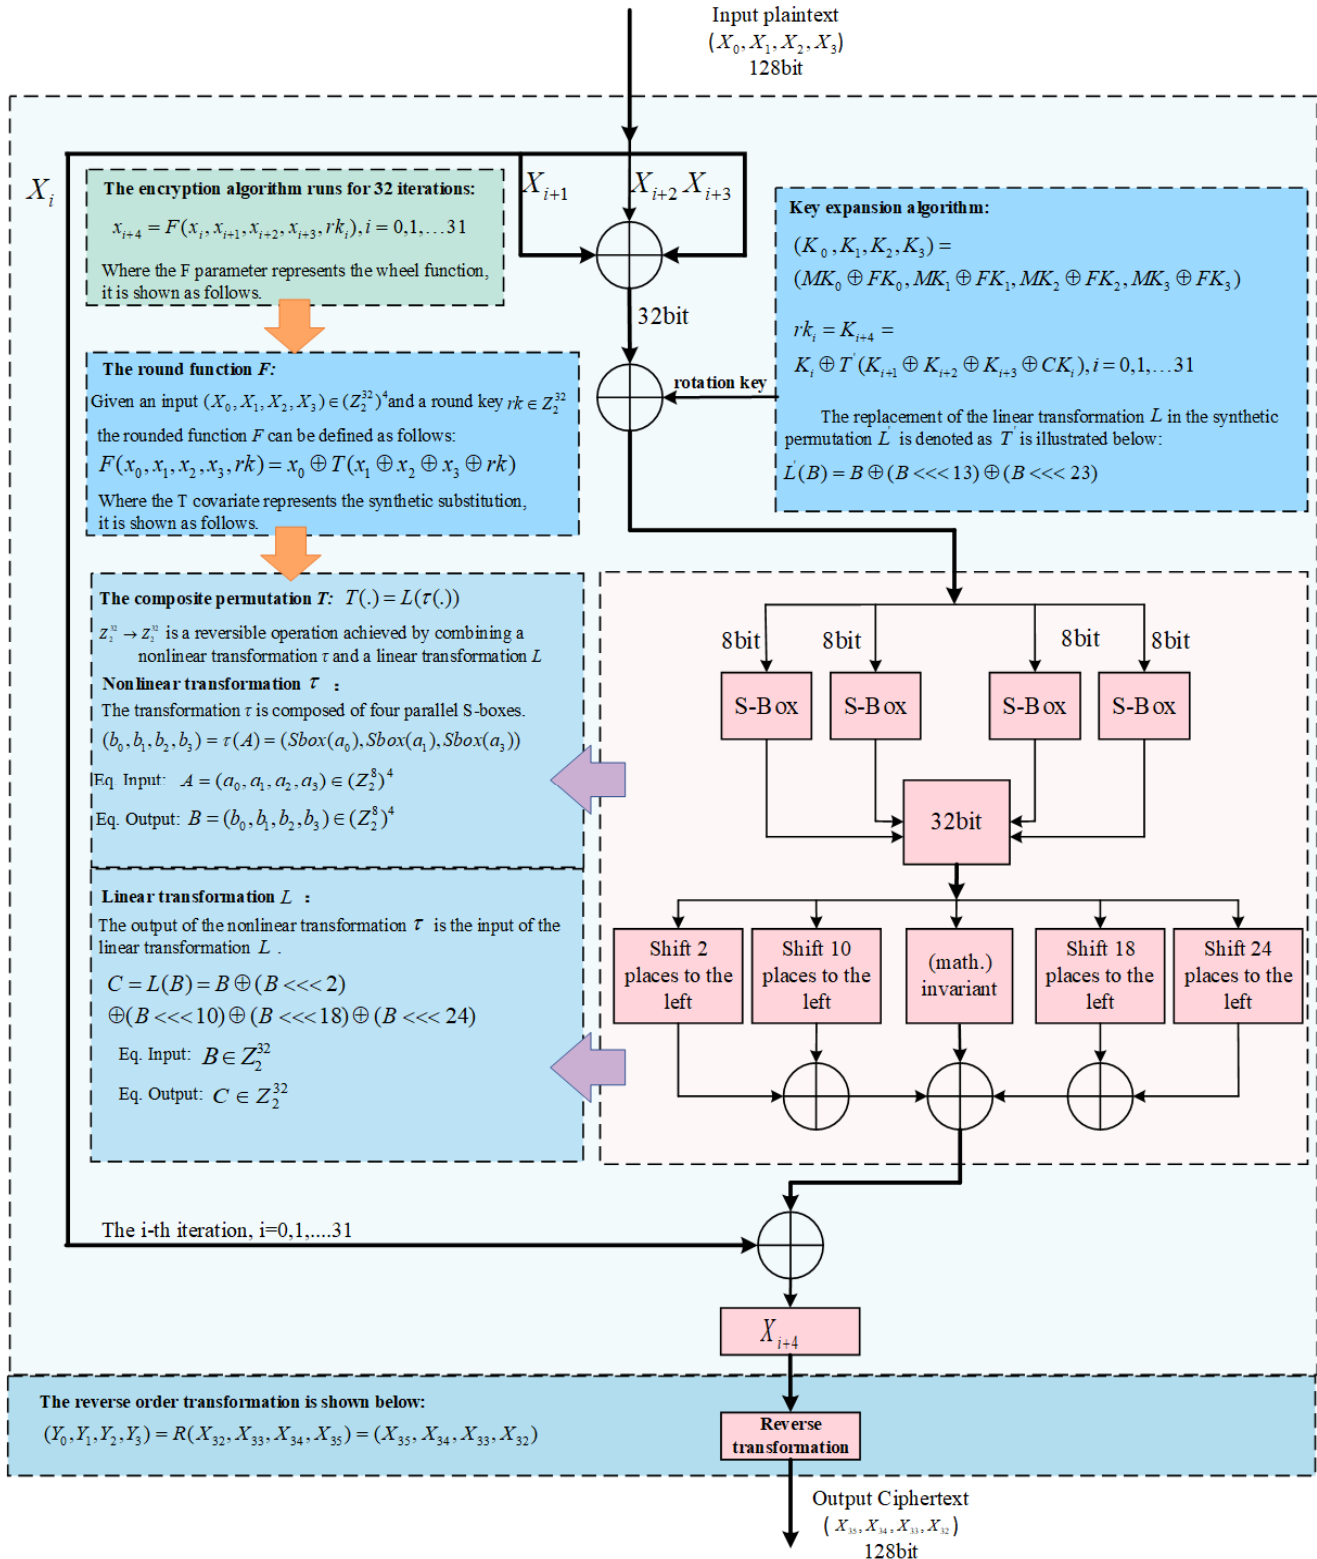 Input plaintext
(X₀, X₁, X₂, X₃)
128bit
Xᵢ
Xᵢ₊₁
Xᵢ₊₂ Xᵢ₊₃
The encryption algorithm runs for 32 iterations:
xᵢ₊₄ = F(xᵢ, xᵢ₊₁, xᵢ₊₂, xᵢ₊₃, rkᵢ), i = 0,1,…31
Where the F parameter represents the wheel function,
it is shown as follows.
32bit
rotation key
Key expansion algorithm:
(K₀, K₁, K₂, K₃) =
(MK₀ ⊕ FK₀, MK₁ ⊕ FK₁, MK₂ ⊕ FK₂, MK₃ ⊕ FK₃)
rkᵢ = Kᵢ₊₄ =
Kᵢ ⊕ T'(Kᵢ₊₁ ⊕ Kᵢ₊₂ ⊕ Kᵢ₊₃ ⊕ CKᵢ), i = 0,1,…31
The replacement of the linear transformation L in the synthetic
permutation L' is denoted as T' is illustrated below:
L'(B) = B ⊕ (B <<< 13) ⊕ (B <<< 23)
The round function F:
Given an input (X₀, X₁, X₂, X₃) ∈ (Z₂³²)⁴ and a round key rk ∈ Z₂³²
the rounded function F can be defined as follows:
F(x₀, x₁, x₂, x₃, rk) = x₀ ⊕ T(x₁ ⊕ x₂ ⊕ x₃ ⊕ rk)
Where the T covariate represents the synthetic substitution,
it is shown as follows.
The composite permutation T: T(.) = L(τ(.))
Z₂³² → Z₂³² is a reversible operation achieved by combining a
nonlinear transformation τ and a linear transformation L
Nonlinear transformation τ :
The transformation τ is composed of four parallel S-boxes.
(b₀, b₁, b₂, b₃) = τ(A) = (Sbox(a₀), Sbox(a₁), Sbox(a₃))
Eq. Input: A = (a₀, a₁, a₂, a₃) ∈ (Z₂⁸)⁴
Eq. Output: B = (b₀, b₁, b₂, b₃) ∈ (Z₂⁸)⁴
8bit 8bit 8bit 8bit
S-Box S-Box S-Box S-Box
32bit
Linear transformation L :
The output of the nonlinear transformation τ is the input of the
linear transformation L .
C = L(B) = B ⊕ (B <<< 2)
⊕(B <<< 10) ⊕ (B <<< 18) ⊕ (B <<< 24)
Eq. Input: B ∈ Z₂³²
Eq. Output: C ∈ Z₂³²
Shift 2
places to the
left
Shift 10
places to the
left
(math.)
invariant
Shift 18
places to the
left
Shift 24
places to the
left
The i-th iteration, i=0,1,....31
Xᵢ₊₄
The reverse order transformation is shown below:
(Y₀, Y₁, Y₂, Y₃) = R(X₃₂, X₃₃, X₃₄, X₃₅) = (X₃₅, X₃₄, X₃₃, X₃₂)
Reverse
transformation
Output Ciphertext
(X₃₅, X₃₄, X₃₃, X₃₂)
128bit